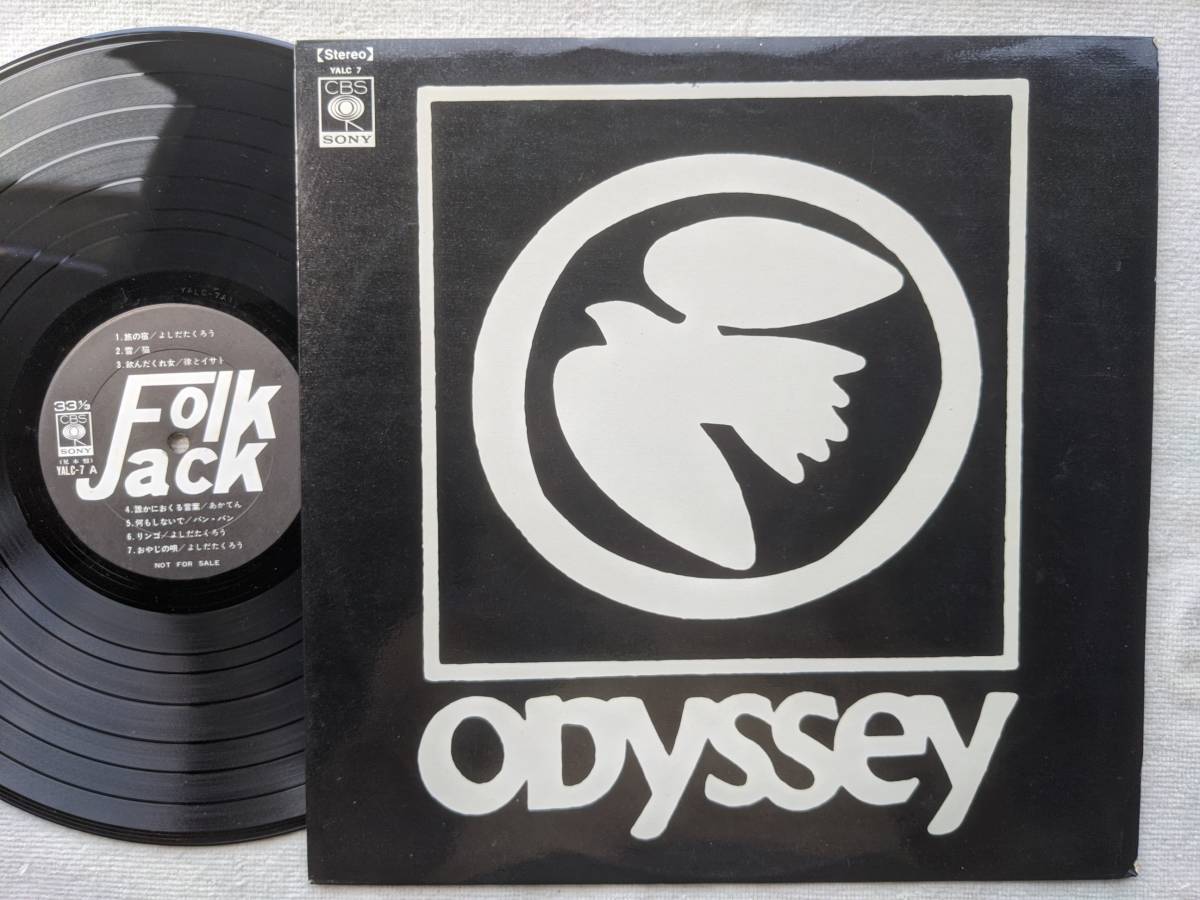 【Stereo】
YALC 7
CBS
SONY
ODYSSEY
YALC-7A1
1.旅の宿/よしだたくろう
2.雪/猫
3.飲んだくれ女/律とイサト
Folk
Jack
33⅓
CBS
SONY
(見本盤)
YALC-7 A
4.誰かにおくる言葉/あかてん
5.何もしないで/バン・バン
6.リンゴ/よしだたくろう
7.おやじの唄/よしだたくろう
NOT FOR SALE